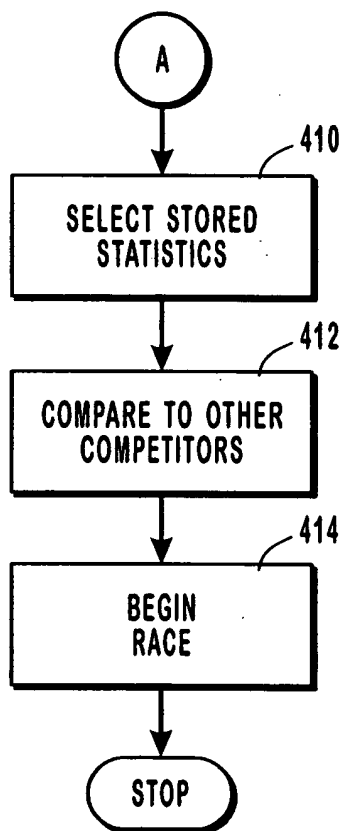 A
410
SELECT STORED
STATISTICS
412
COMPARE TO OTHER
COMPETITORS
414
BEGIN
RACE
STOP